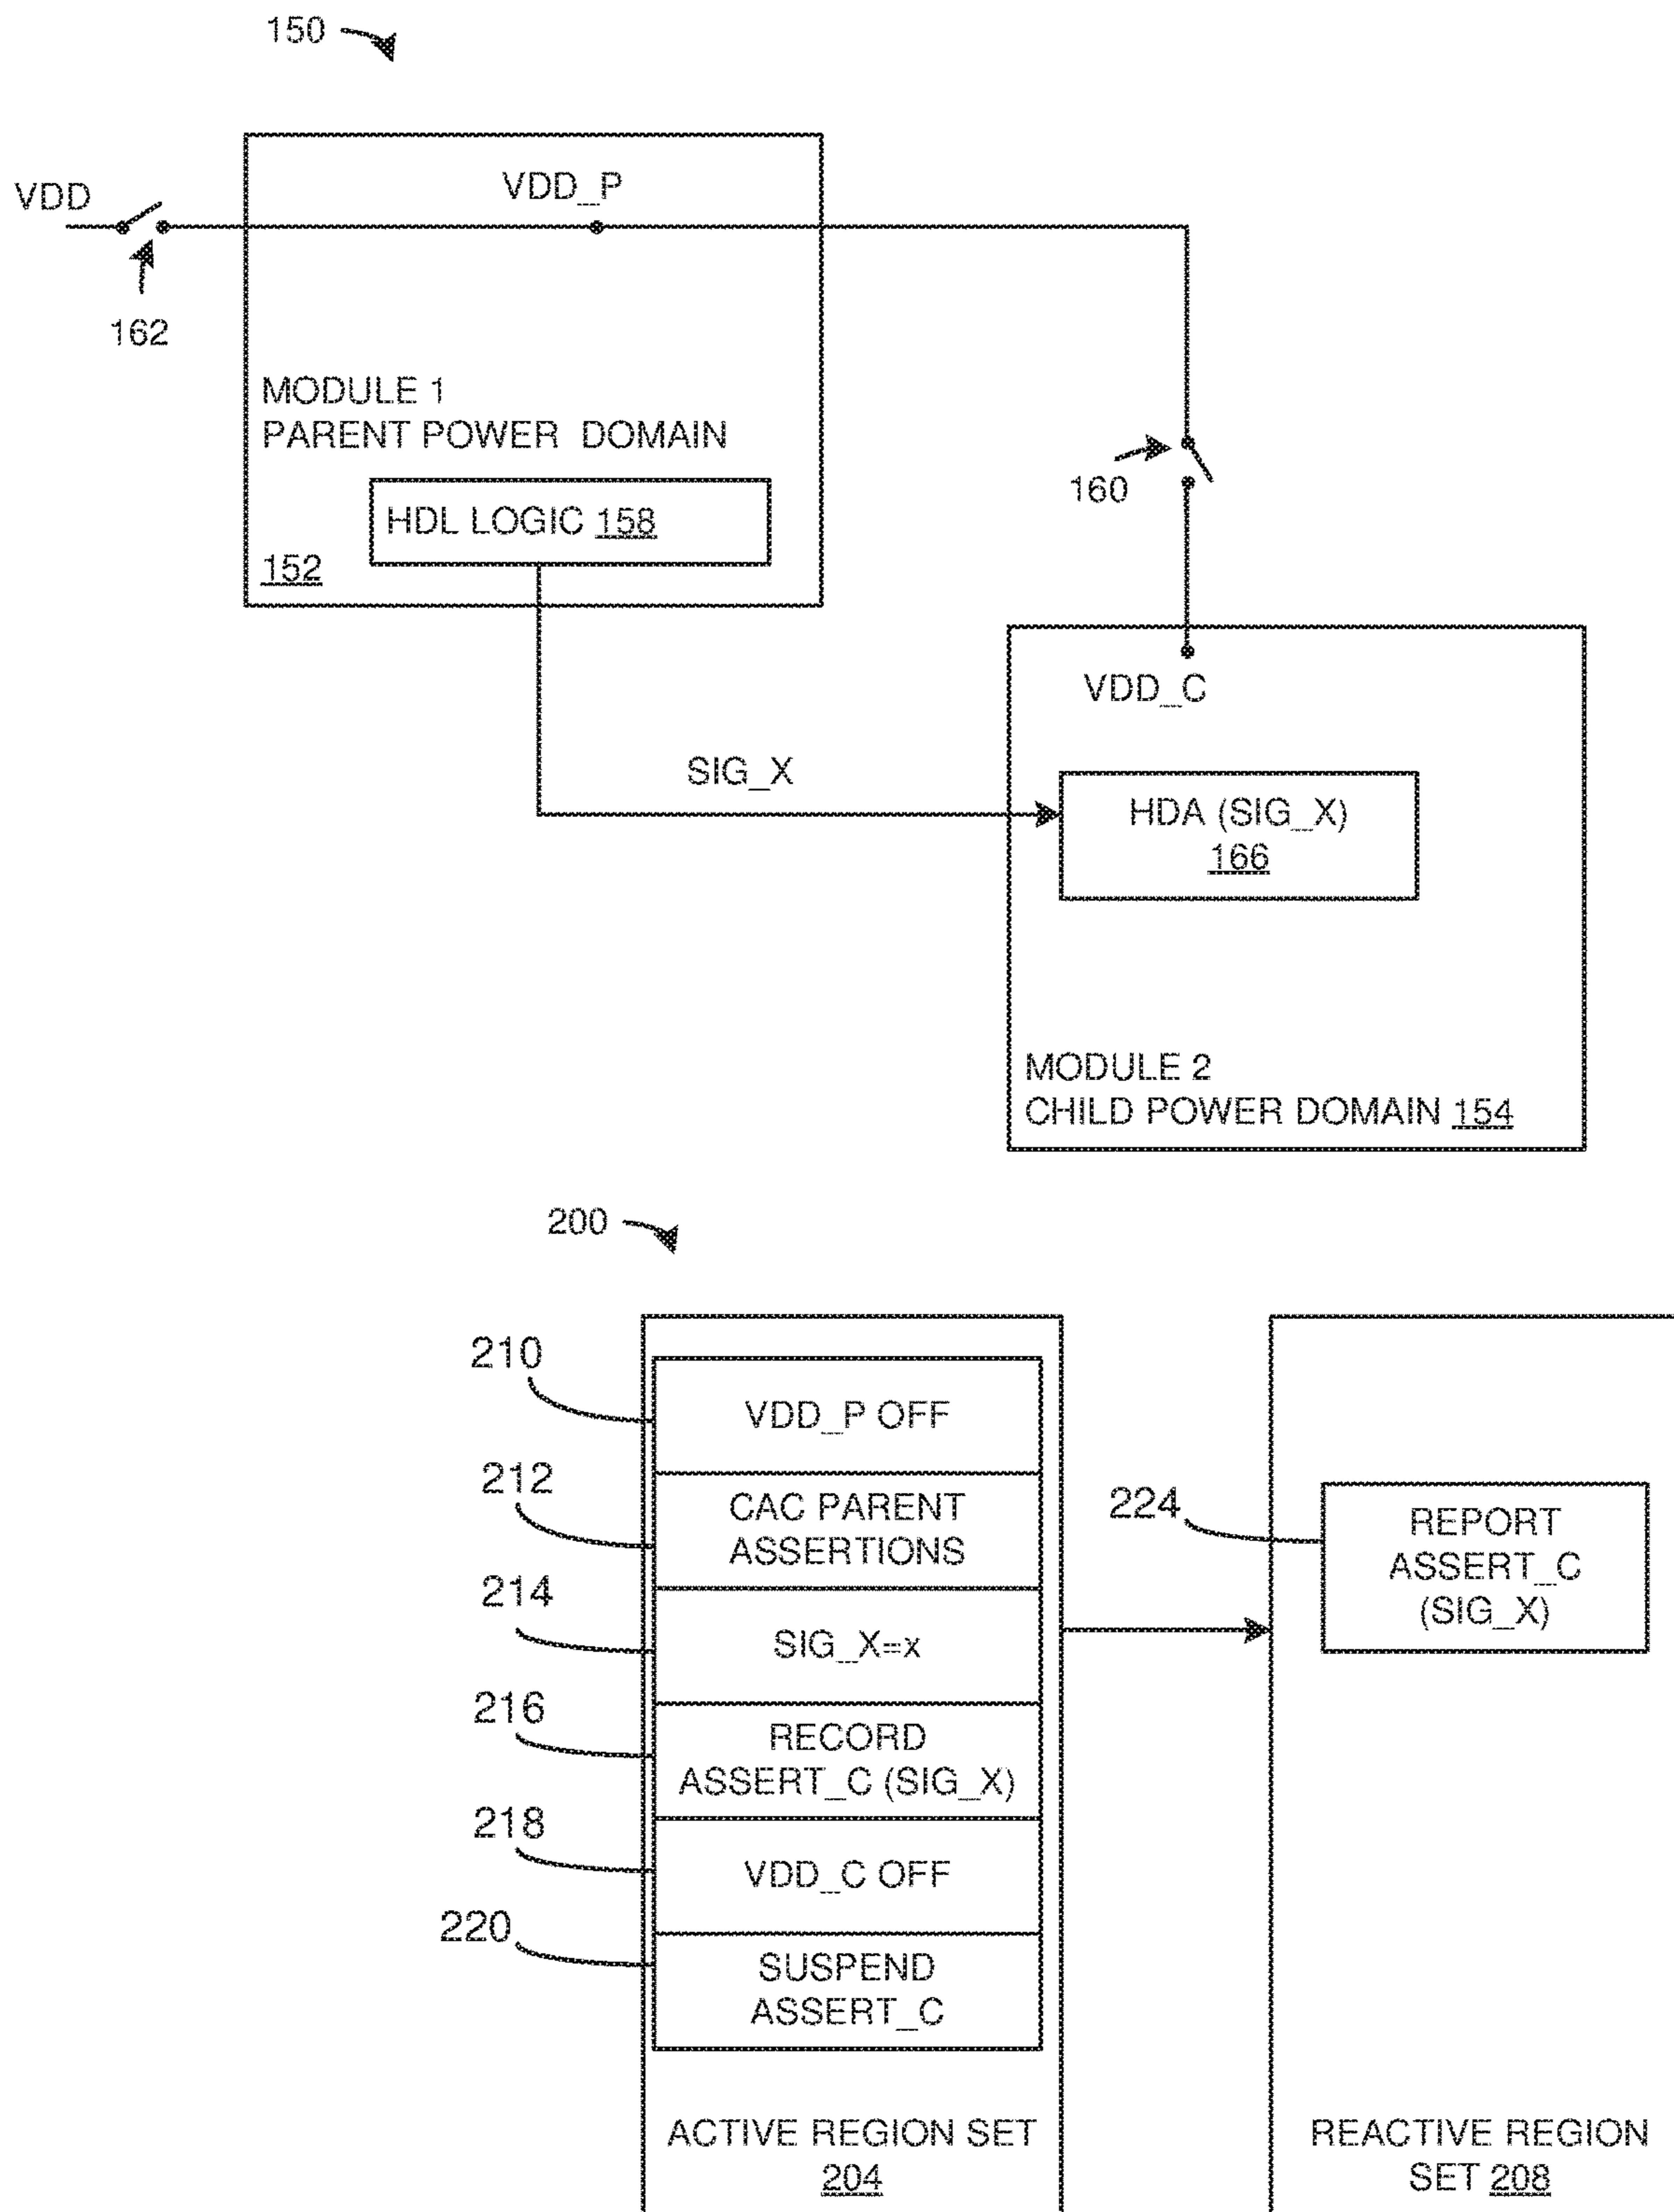 150
VDD
VDD_P
162
MODULE 1
PARENT POWER DOMAIN
HDL LOGIC 158
152
160
VDD_C
SIG_X
HDA (SIG_X)
166
MODULE 2
CHILD POWER DOMAIN 154
200
210
VDD_P OFF
212
CAC PARENT
ASSERTIONS
214
SIG_X=x
216
RECORD
ASSERT_C (SIG_X)
218
VDD_C OFF
220
SUSPEND
ASSERT_C
ACTIVE REGION SET
204
224
REPORT
ASSERT_C
(SIG_X)
REACTIVE REGION
SET 208